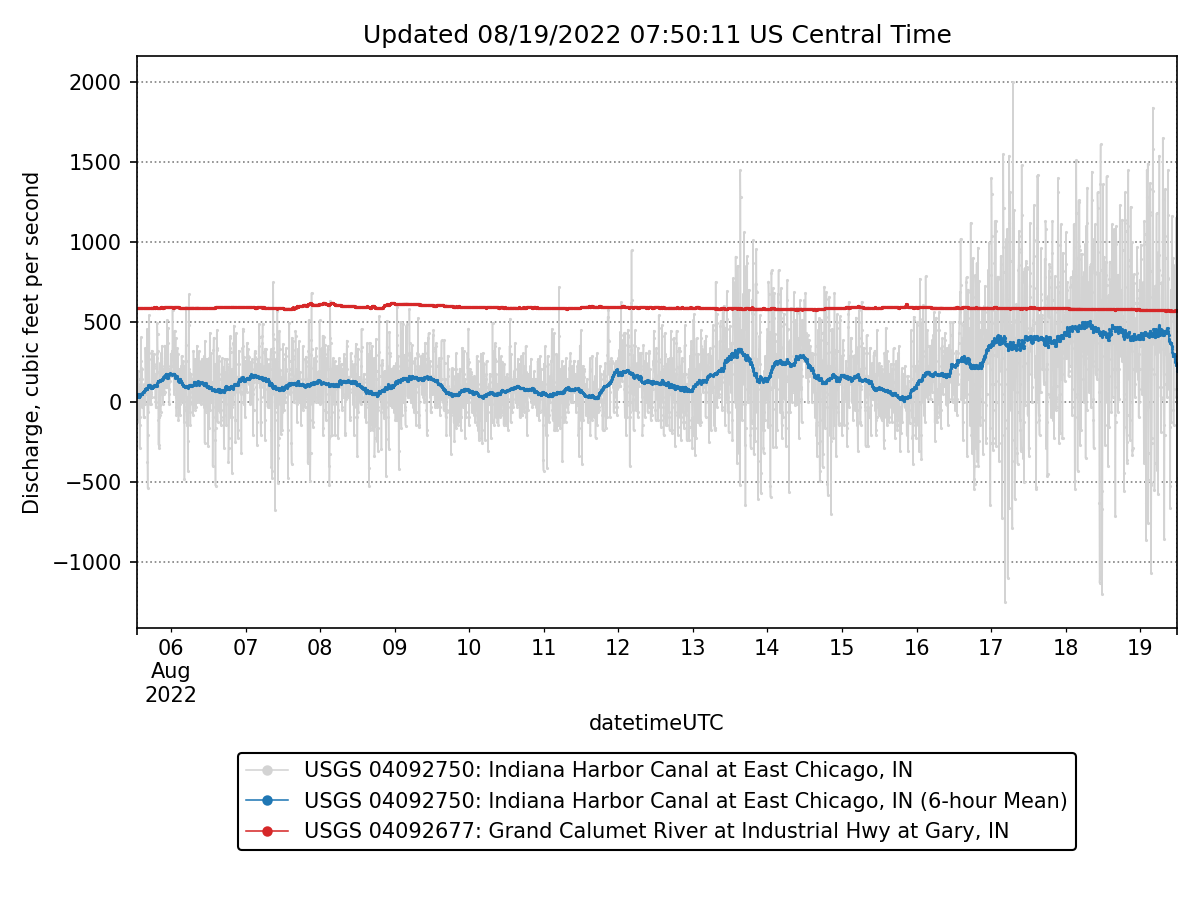 Updated 08/19/2022 07:50:11 US Central Time
Discharge, cubic feet per second
2000
1500
1000
500
0
−500
−1000
06 07 08 09 10 11 12 13 14 15 16 17 18 19
Aug
2022
datetimeUTC
USGS 04092750: Indiana Harbor Canal at East Chicago, IN
USGS 04092750: Indiana Harbor Canal at East Chicago, IN (6-hour Mean)
USGS 04092677: Grand Calumet River at Industrial Hwy at Gary, IN